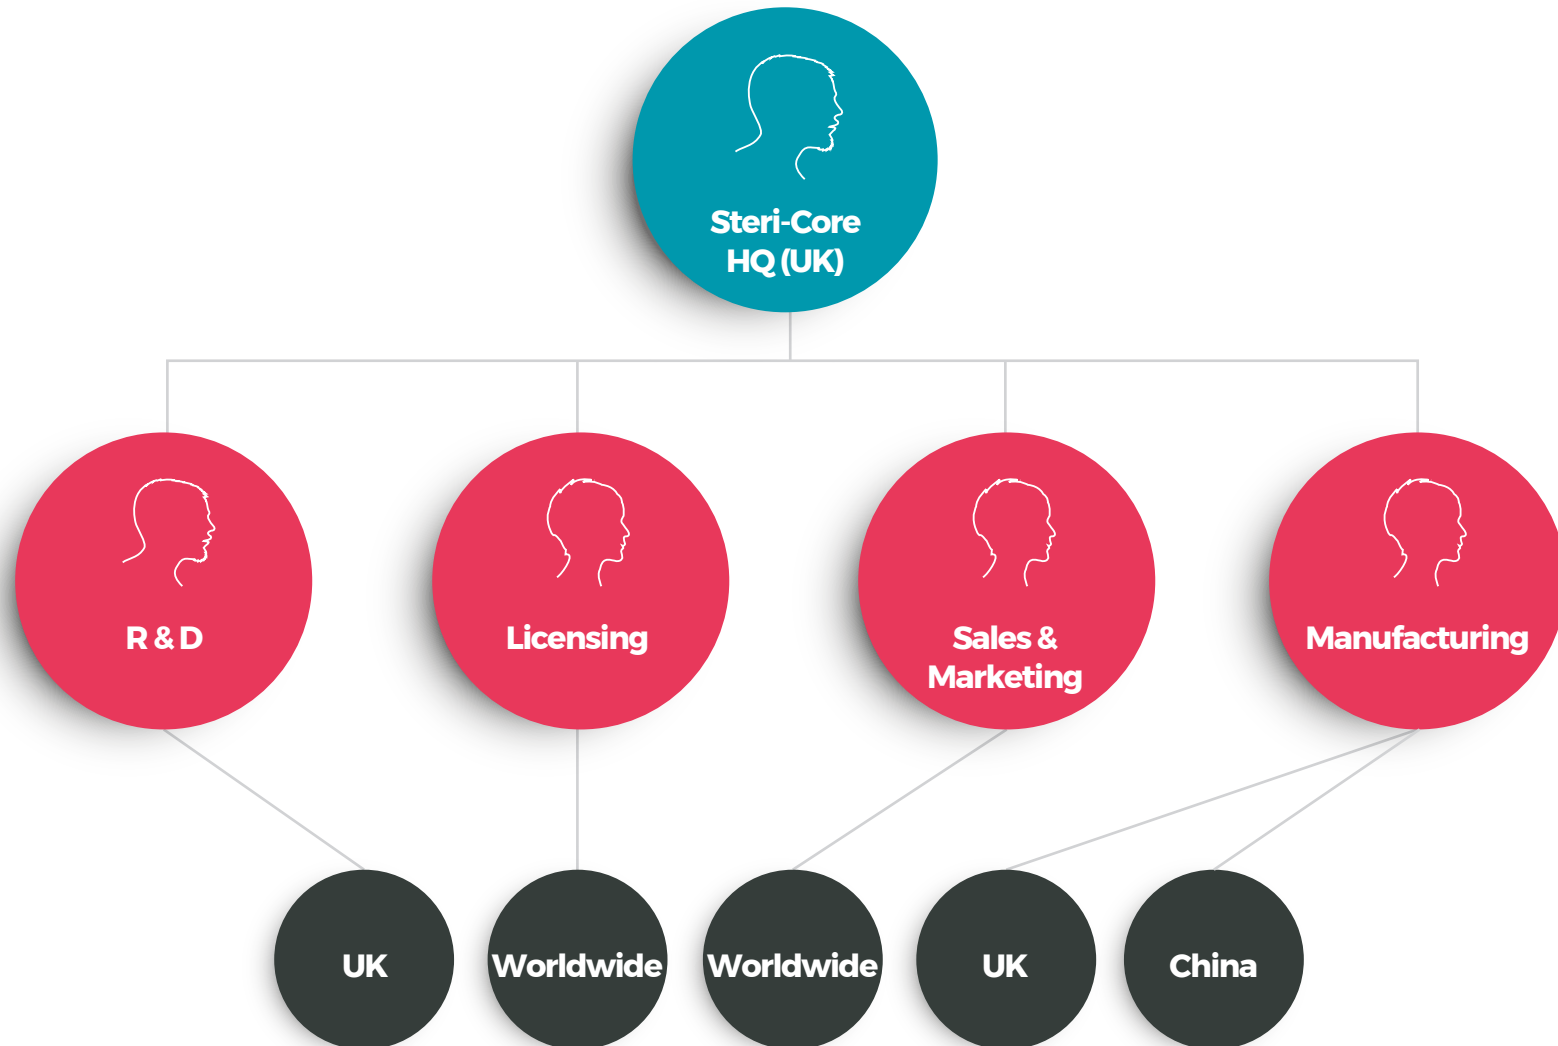 Steri-Core
HQ (UK)
R & D
Licensing
Sales &
Marketing
Manufacturing
UK
Worldwide
Worldwide
UK
China